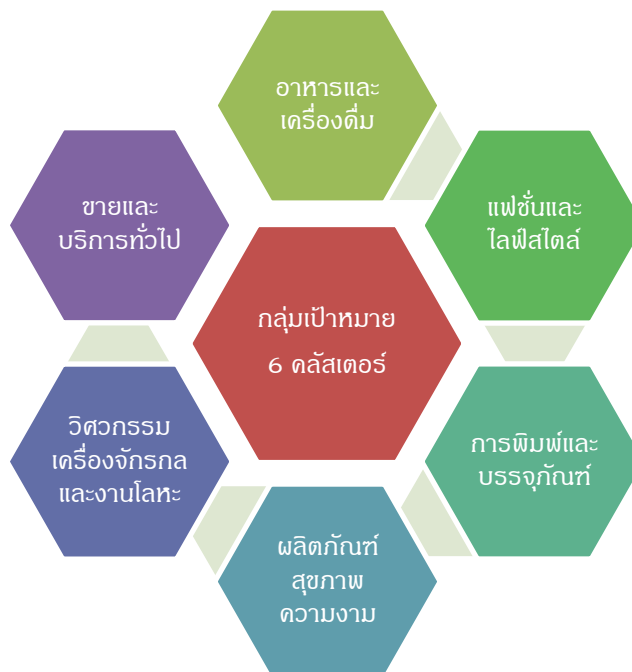 อาหารและ
เครื่องดื่ม
แฟชั่นและ
ไลฟ์สไตล์
การพิมพ์และ
บรรจุภัณฑ์
ผลิตภัณฑ์
สุขภาพ
ความงาม
วิศวกรรม
เครื่องจักรกล
และงานโลหะ
ขายและ
บริการทั่วไป
กลุ่มเป้าหมาย
6 คลัสเตอร์